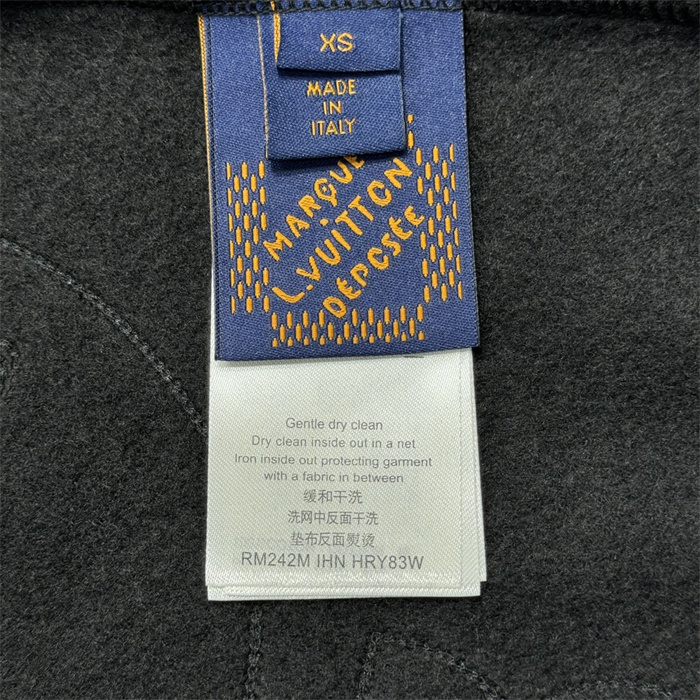 XS
MADE
IN
ITALY
MARQUE
L.VUITTON
DÉPOSÉE
Gentle dry clean
Dry clean inside out in a net
Iron inside out protecting garment
with a fabric in between
缓和干洗
洗网中反面干洗
垫布反面熨烫
RM242M IHN HRY83W